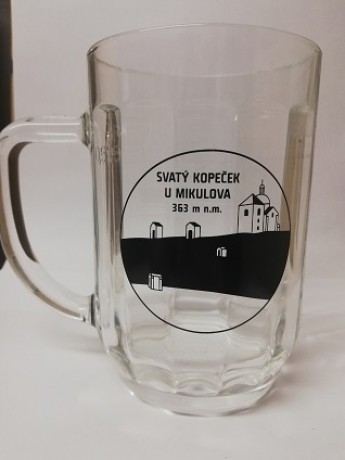 SVATÝ KOPEČEK
U MIKULOVA
363 m n.m.